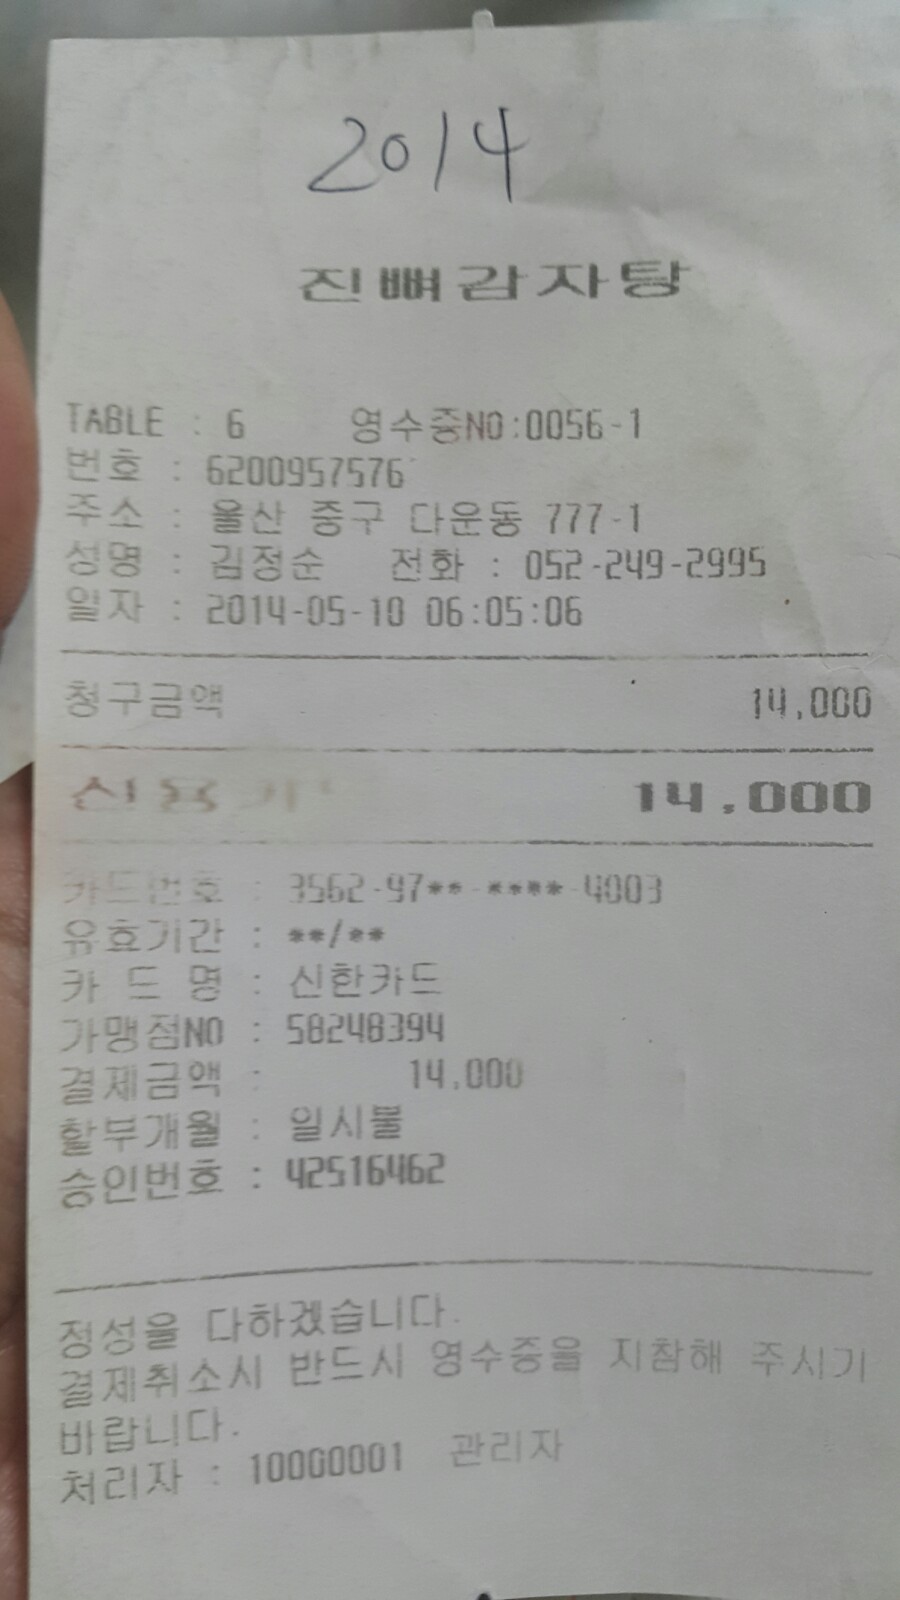 2014
진뼈감자탕
TABLE : 6 영수증NO:0056-1
번호 : 6200957576
주소 : 울산 중구 다운동 777-1
성명 : 김정순 전화 : 052-249-2995
일자 : 2014-05-10 06:05:06
청구금액 14,000
신용 14,000
카드번호 : 3562-97**-****-4003
유효기간 : **/**
카 드 명 : 신한카드
가맹점NO : 58248394
결제금액 : 14,000
할부개월 : 일시불
승인번호 : 42516462
정성을 다하겠습니다.
결제취소시 반드시 영수증을 지참해 주시기
바랍니다.
처리자 : 10000001 관리자